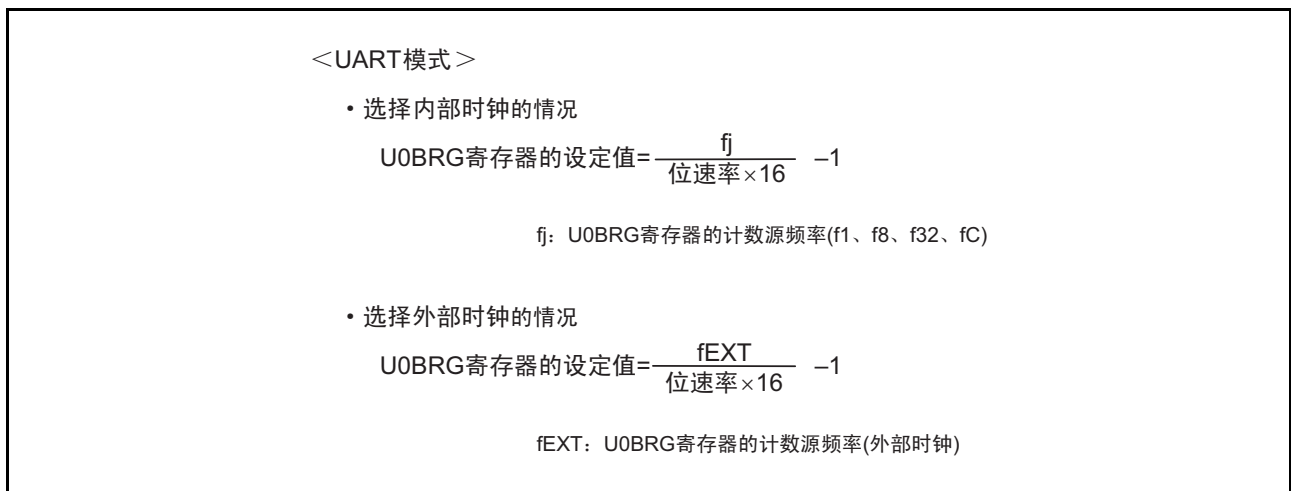 ＜UART模式＞
• 选择内部时钟的情况
U0BRG寄存器的设定值= fj / 位速率×16 –1
fj：U0BRG寄存器的计数源频率(f1、f8、f32、fC)
• 选择外部时钟的情况
U0BRG寄存器的设定值= fEXT / 位速率×16 –1
fEXT：U0BRG寄存器的计数源频率(外部时钟)